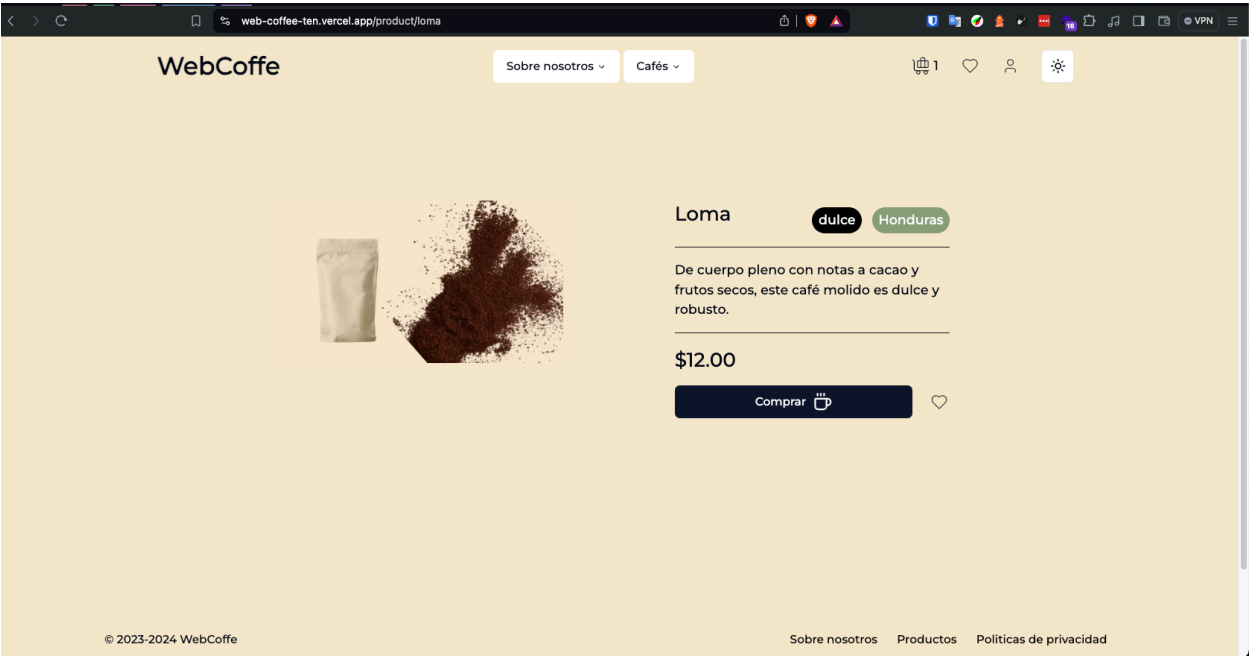 web-coffee-ten.vercel.app/product/loma
16
VPN
WebCoffe
Sobre nosotros
Cafés
1
Loma
dulce
Honduras
De cuerpo pleno con notas a cacao y
frutos secos, este café molido es dulce y
robusto.
$12.00
Comprar
© 2023-2024 WebCoffe
Sobre nosotros
Productos
Politicas de privacidad